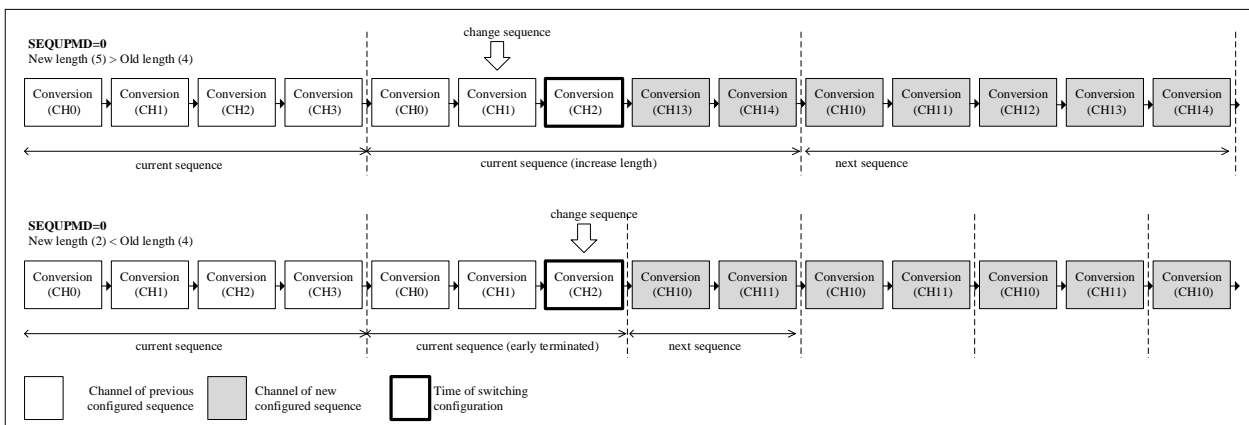 change sequence
SEQUPMD=0
New length (5) > Old length (4)
Conversion Conversion Conversion Conversion Conversion Conversion Conversion Conversion Conversion Conversion Conversion Conversion Conversion Conversion
(CH0) (CH1) (CH2) (CH3) (CH0) (CH1) (CH2) (CH13) (CH14) (CH10) (CH11) (CH12) (CH13) (CH14)
current sequence current sequence (increase length) next sequence
change sequence
SEQUPMD=0
New length (2) < Old length (4)
Conversion Conversion Conversion Conversion Conversion Conversion Conversion Conversion Conversion Conversion Conversion Conversion Conversion Conversion
(CH0) (CH1) (CH2) (CH3) (CH0) (CH1) (CH2) (CH10) (CH11) (CH10) (CH11) (CH10) (CH11) (CH10)
current sequence current sequence (early terminated) next sequence
Channel of previous
configured sequence
Channel of new
configured sequence
Time of switching
configuration